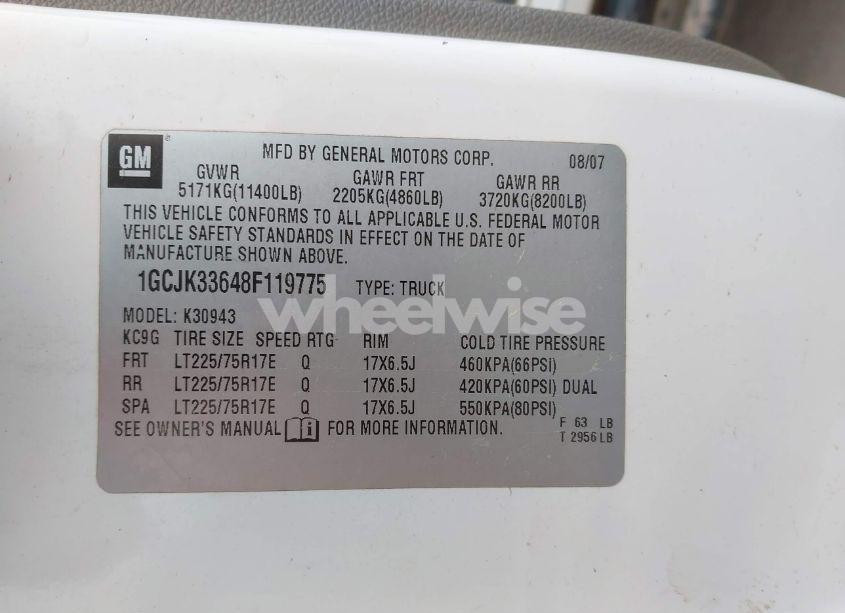 GM
MFD BY GENERAL MOTORS CORP. 08/07
GVWR GAWR FRT GAWR RR
5171KG(11400LB) 2205KG(4860LB) 3720KG(8200LB)
THIS VEHICLE CONFORMS TO ALL APPLICABLE U.S. FEDERAL MOTOR
VEHICLE SAFETY STANDARDS IN EFFECT ON THE DATE OF
MANUFACTURE SHOWN ABOVE.
1GCJK33648F119775 TYPE: TRUCK
wheelwise
MODEL: K30943
KC9G TIRE SIZE SPEED RTG RIM COLD TIRE PRESSURE
FRT LT225/75R17E Q 17X6.5J 460KPA(66PSI)
RR LT225/75R17E Q 17X6.5J 420KPA(60PSI) DUAL
SPA LT225/75R17E Q 17X6.5J 550KPA(80PSI)
SEE OWNER'S MANUAL i FOR MORE INFORMATION.
F 63 LB
T 2956 LB